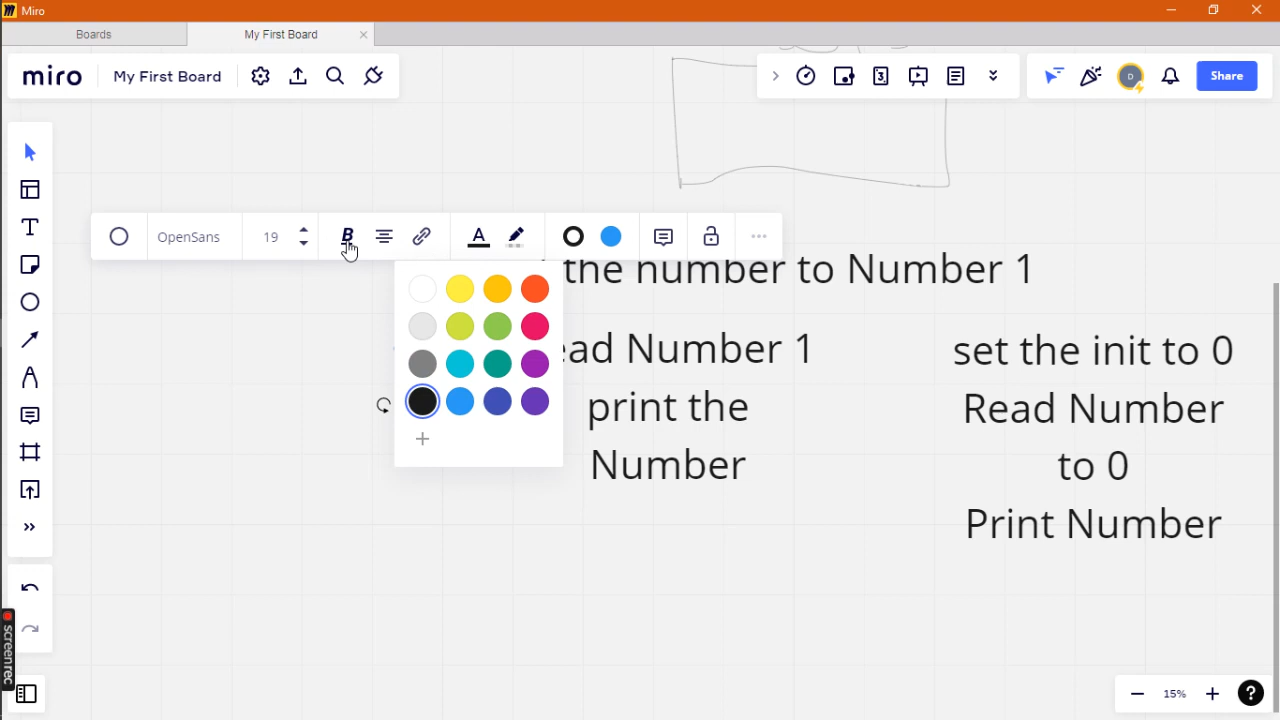 Miro
Boards
My First Board
miro
My First Board
3
D
Share
OpenSans
19
B
A
the number to Number 1
ead Number 1
print the
Number
set the init to 0
Read Number
to 0
Print Number
screenrec
15%